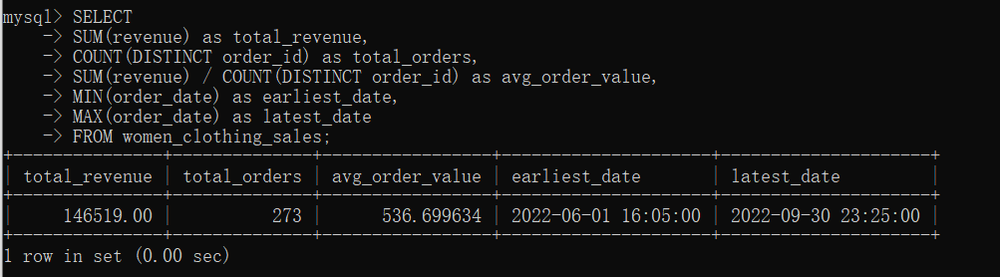 mysql> SELECT
-> SUM(revenue) as total_revenue,
-> COUNT(DISTINCT order_id) as total_orders,
-> SUM(revenue) / COUNT(DISTINCT order_id) as avg_order_value,
-> MIN(order_date) as earliest_date,
-> MAX(order_date) as latest_date
-> FROM women_clothing_sales;
+---------------+--------------+-----------------+---------------------+---------------------+
| total_revenue | total_orders | avg_order_value | earliest_date | latest_date |
+---------------+--------------+-----------------+---------------------+---------------------+
| 146519.00 | 273 | 536.699634 | 2022-06-01 16:05:00 | 2022-09-30 23:25:00 |
+---------------+--------------+-----------------+---------------------+---------------------+
1 row in set (0.00 sec)